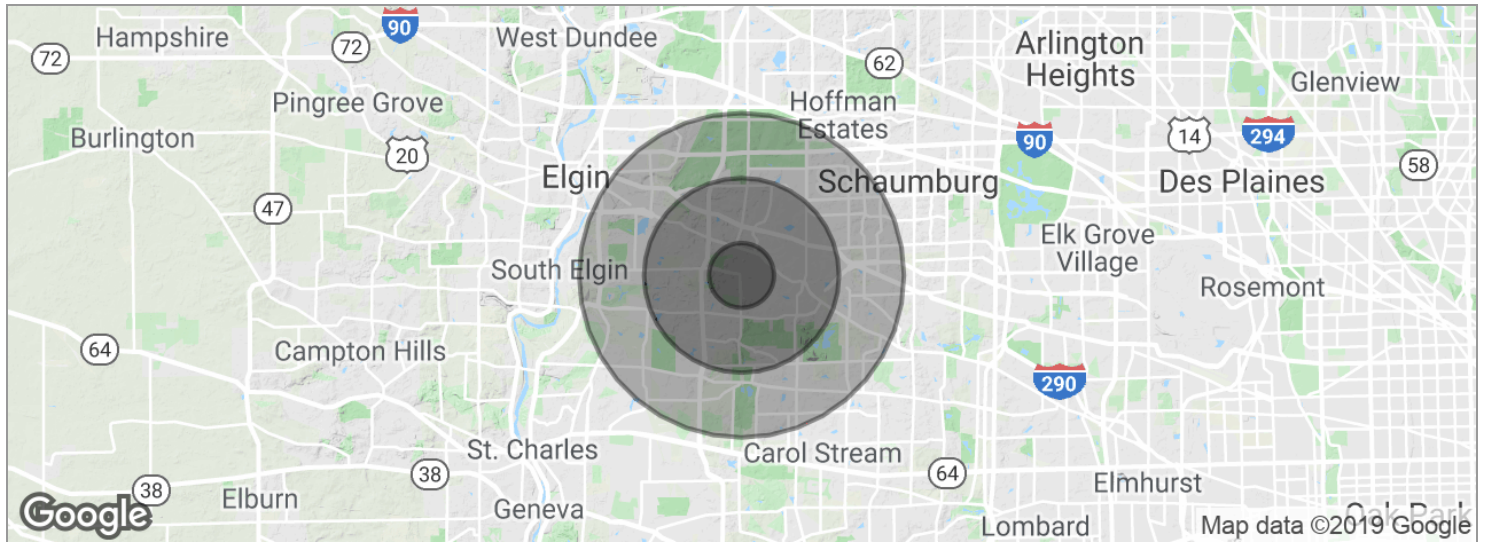 90
Hampshire
72
72
West Dundee
62
Arlington
Heights
Glenview
Pingree Grove
Hoffman
Estates
Burlington
20
90
14
294
58
Elgin
Schaumburg
Des Plaines
47
Elk Grove
Village
South Elgin
Rosemont
64
Campton Hills
290
St. Charles
Carol Stream
38
64
38
Elburn
Geneva
Elmhurst
Lombard
Oak Park
Google
Map data ©2019 Google